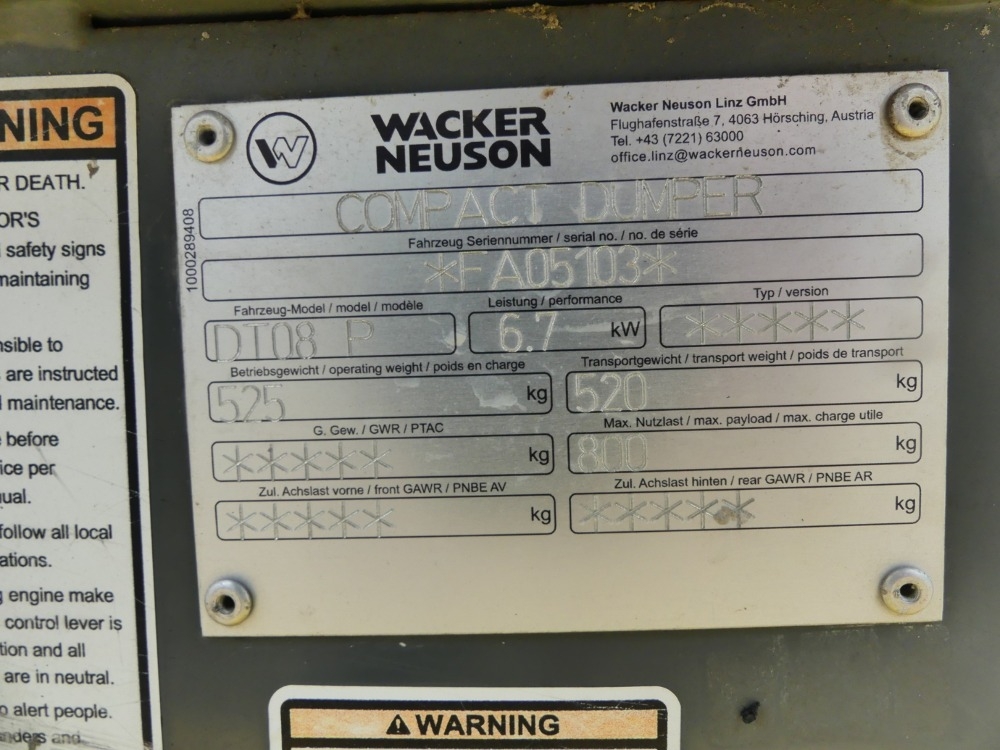 NING
R DEATH.
OR'S
safety signs
maintaining
nsible to
are instructed
maintenance.
before
ice per
ual.
follow all local
ations.
engine make
control lever is
tion and all
are in neutral.
o alert people.
nders and
W
WACKER
NEUSON
Wacker Neuson Linz GmbH
Flughafenstraße 7, 4063 Hörsching, Austria
Tel. +43 (7221) 63000
office.linz@wackerneuson.com
1000289408
COMPACT DUMPER
Fahrzeug Seriennummer / serial no. / no. de série
*FA05103*
Fahrzeug-Model / model / modèle
Leistung / performance
Typ / version
DT08 P
6.7 kW
*****
Betriebsgewicht / operating weight / poids en charge
Transportgewicht / transport weight / poids de transport
525 kg
520 kg
G. Gew. / GWR / PTAC
Max. Nutzlast / max. payload / max. charge utile
***** kg
800 kg
Zul. Achslast vorne / front GAWR / PNBE AV
Zul. Achslast hinten / rear GAWR / PNBE AR
***** kg
***** kg
WARNING